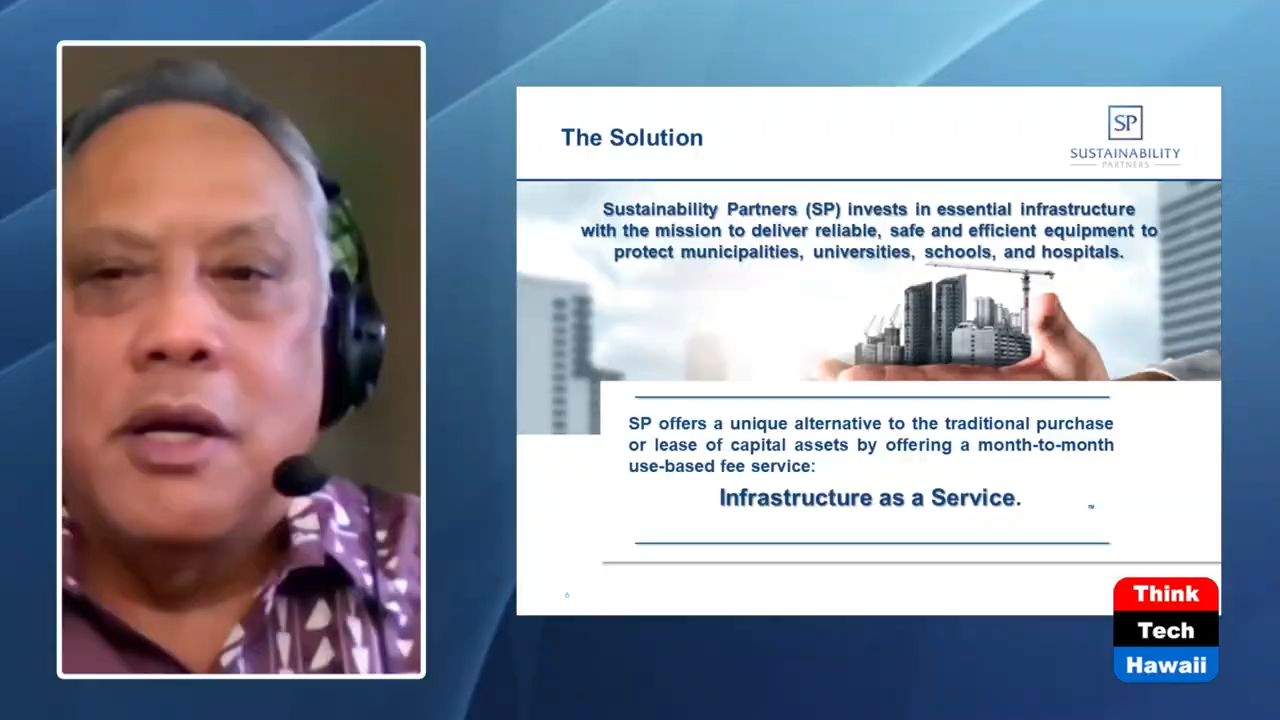 The Solution
SP
SUSTAINABILITY
PARTNERS
Sustainability Partners (SP) invests in essential infrastructure
with the mission to deliver reliable, safe and efficient equipment to
protect municipalities, universities, schools, and hospitals.
SP offers a unique alternative to the traditional purchase
or lease of capital assets by offering a month-to-month
use-based fee service:
Infrastructure as a Service.
™
6
Think
Tech
Hawaii